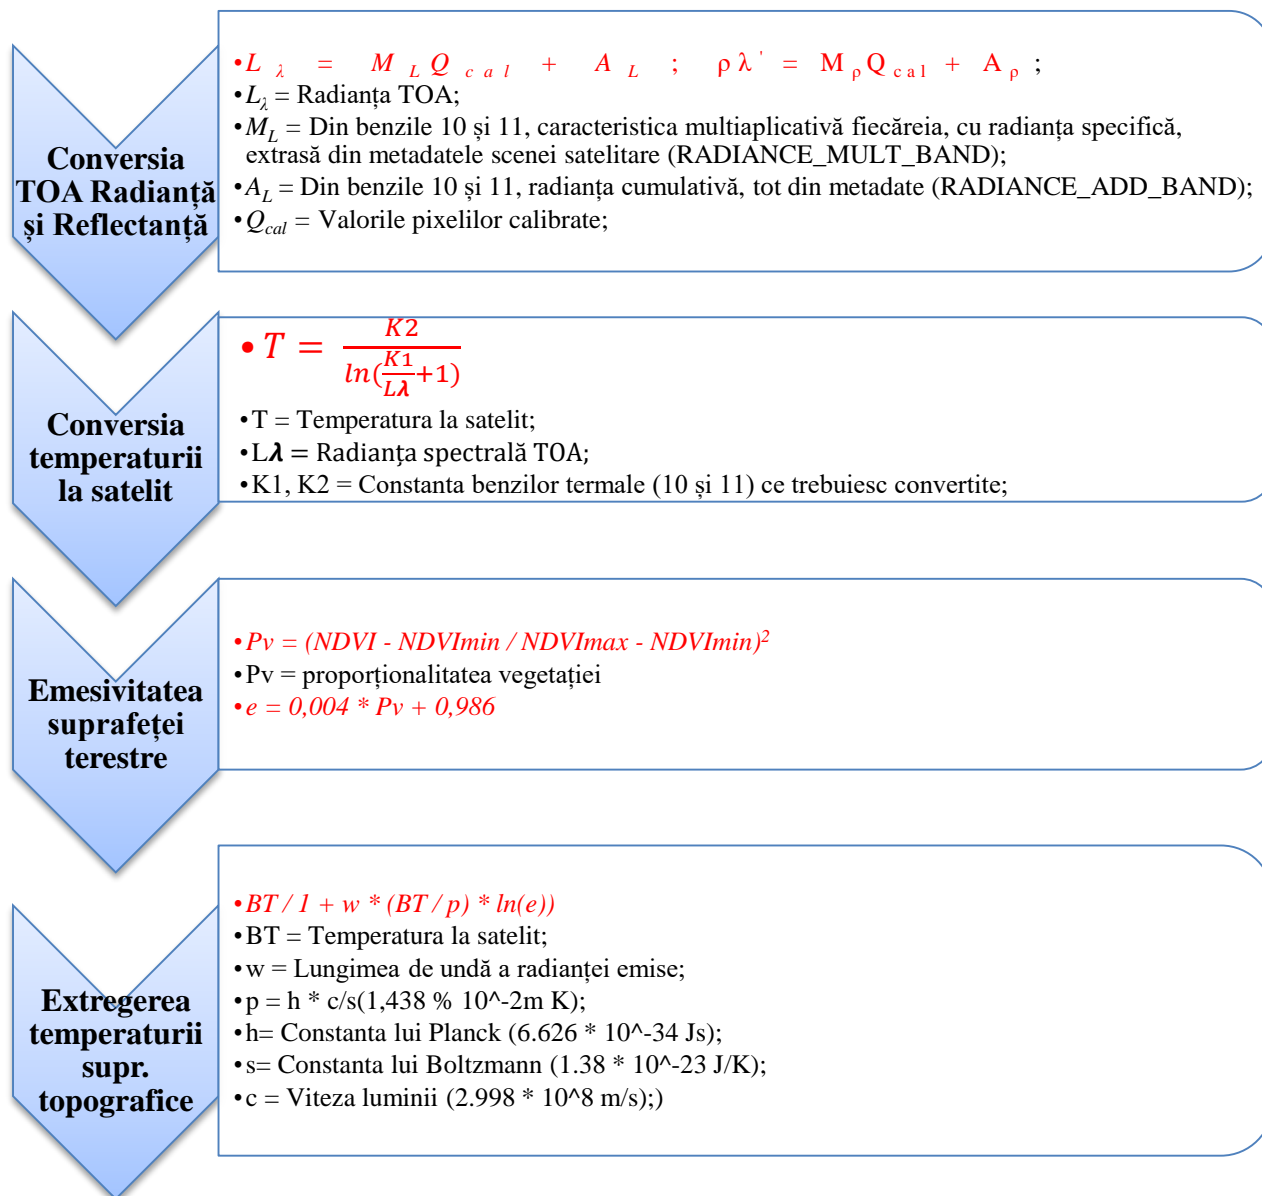 Conversia
TOA Radianță
și Reflectanță
•L λ = M L Q c a l + A L ; ρλ' = M ρ Q cal + A ρ ;
•Lλ = Radianța TOA;
•ML = Din benzile 10 și 11, caracteristica multiaplicativă fiecăreia, cu radianța specifică,
extrasă din metadatele scenei satelitare (RADIANCE_MULT_BAND);
•AL = Din benzile 10 și 11, radianța cumulativă, tot din metadate (RADIANCE_ADD_BAND);
•Qcal = Valorile pixelilor calibrate;
Conversia
temperaturii
la satelit
• T = K2 / ln(K1/Lλ+1)
•T = Temperatura la satelit;
•Lλ = Radianța spectrală TOA;
•K1, K2 = Constanta benzilor termale (10 și 11) ce trebuiesc convertite;
Emesivitatea
suprafeței
terestre
•Pv = (NDVI - NDVImin / NDVImax - NDVImin)²
•Pv = proporționalitatea vegetației
•e = 0,004 * Pv + 0,986
Extregerea
temperaturii
supr.
topografice
•BT / 1 + w * (BT / p) * ln(e))
•BT = Temperatura la satelit;
•w = Lungimea de undă a radianței emise;
•p = h * c/s(1,438 % 10^-2m K);
•h= Constanta lui Planck (6.626 * 10^-34 Js);
•s= Constanta lui Boltzmann (1.38 * 10^-23 J/K);
•c = Viteza luminii (2.998 * 10^8 m/s);)